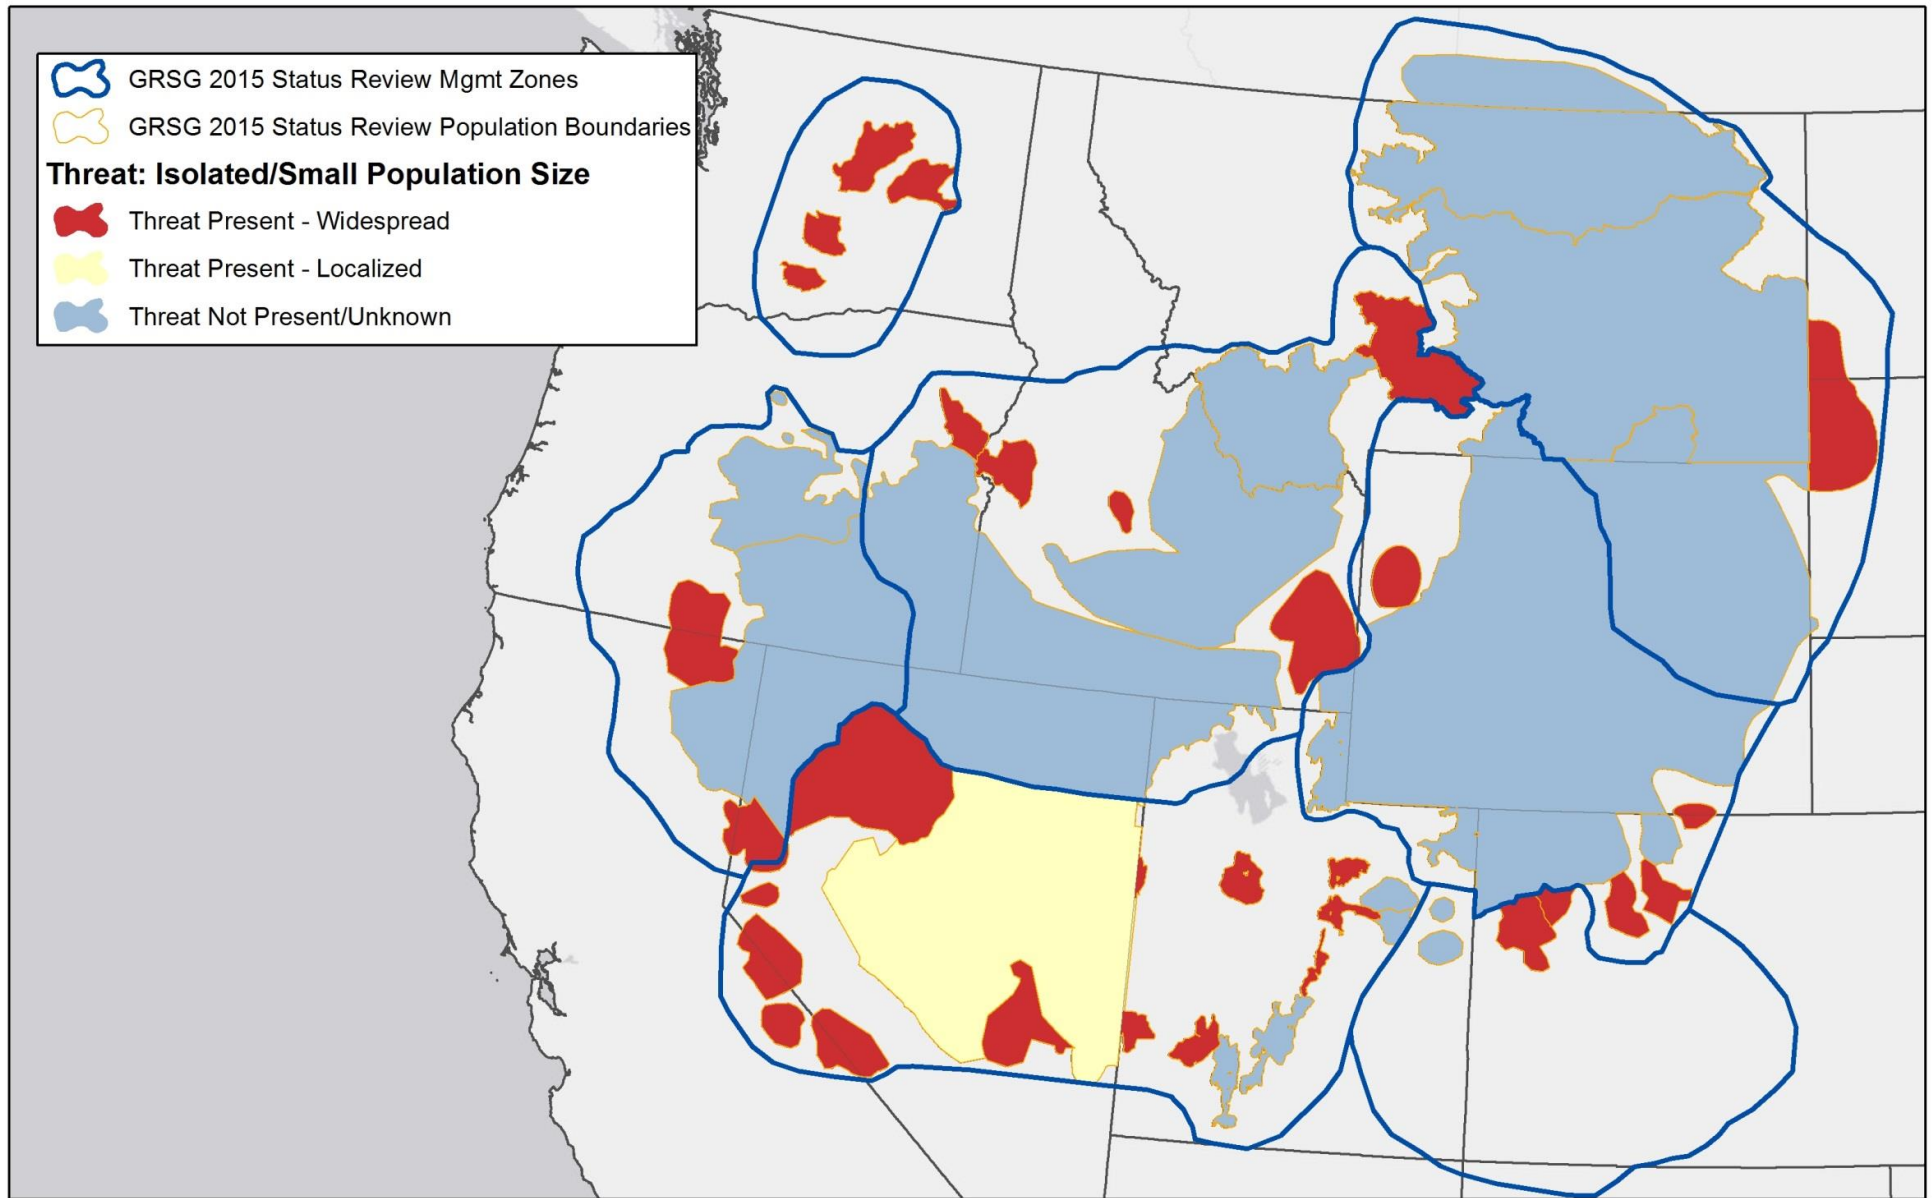 GRSG 2015 Status Review Mgmt Zones
GRSG 2015 Status Review Population Boundaries
Threat: Isolated/Small Population Size
Threat Present - Widespread
Threat Present - Localized
Threat Not Present/Unknown